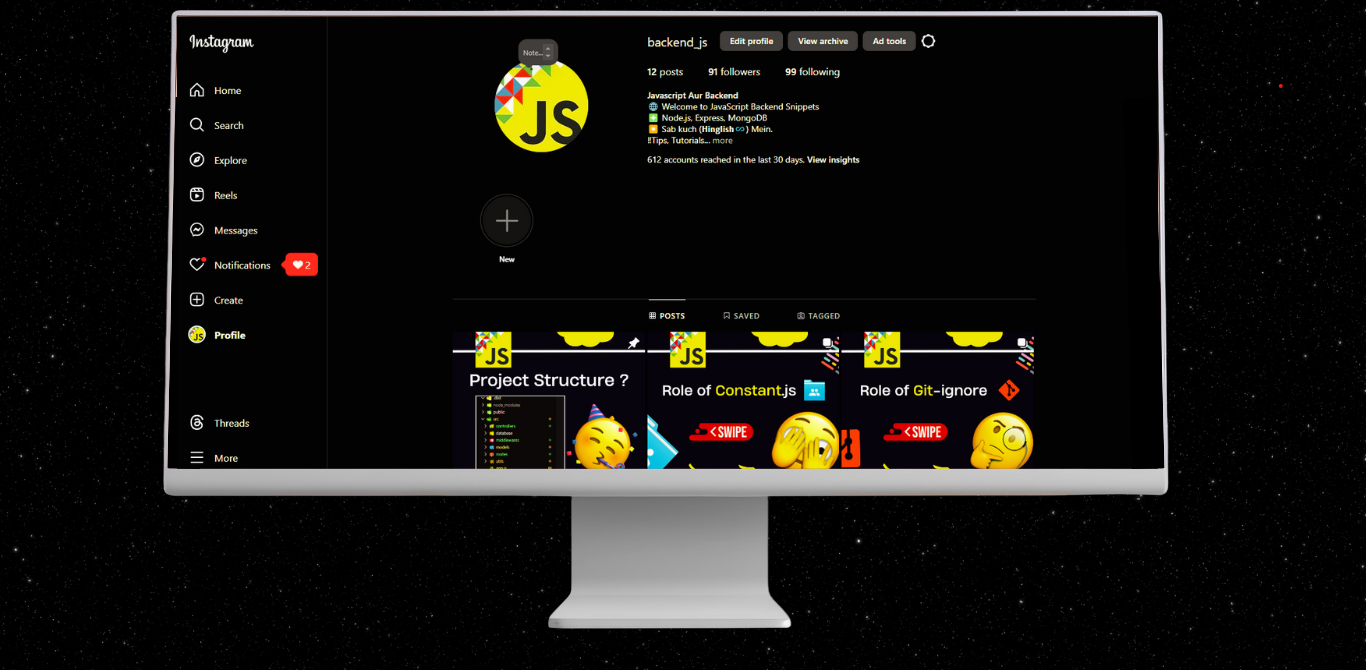 Instagram
Home
Search
Explore
Reels
Messages
Notifications
2
Create
Profile
Threads
More
Note...
JS
backend_js Edit profile View archive Ad tools
12 posts 91 followers 99 following
Javascript Aur Backend
🌐 Welcome to JavaScript Backend Snippets
Node.js, Express, MongoDB
Sab kuch (Hinglish ♾) Mein.
‼Tips, Tutorials... more
612 accounts reached in the last 30 days. View insights
New
POSTS SAVED TAGGED
JS
Project Structure ?
dist
node_modules
public
src
controllers
database
middlewares
models
routes
utils
JS
Role of Constant.js
<SWIPE
JS
Role of Git-ignore
<SWIPE